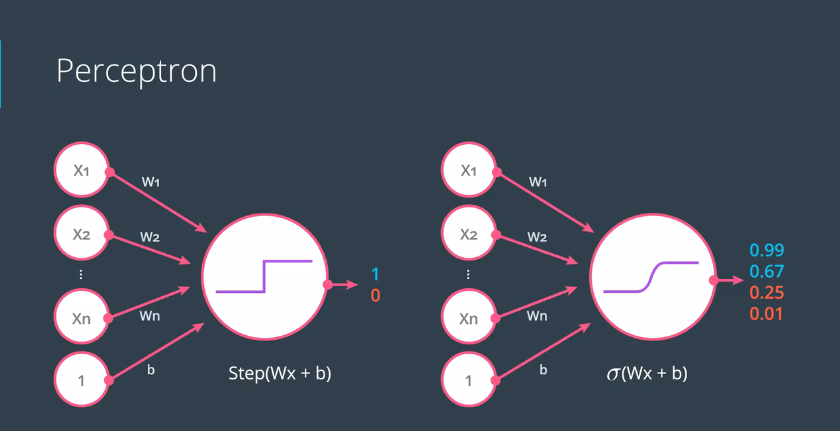 Perceptron
X1
W1
X2
W2
⋮
Xn
Wn
1
b
1
0
Step(Wx + b)
X1
W1
X2
W2
⋮
Xn
Wn
1
b
0.99
0.67
0.25
0.01
σ(Wx + b)